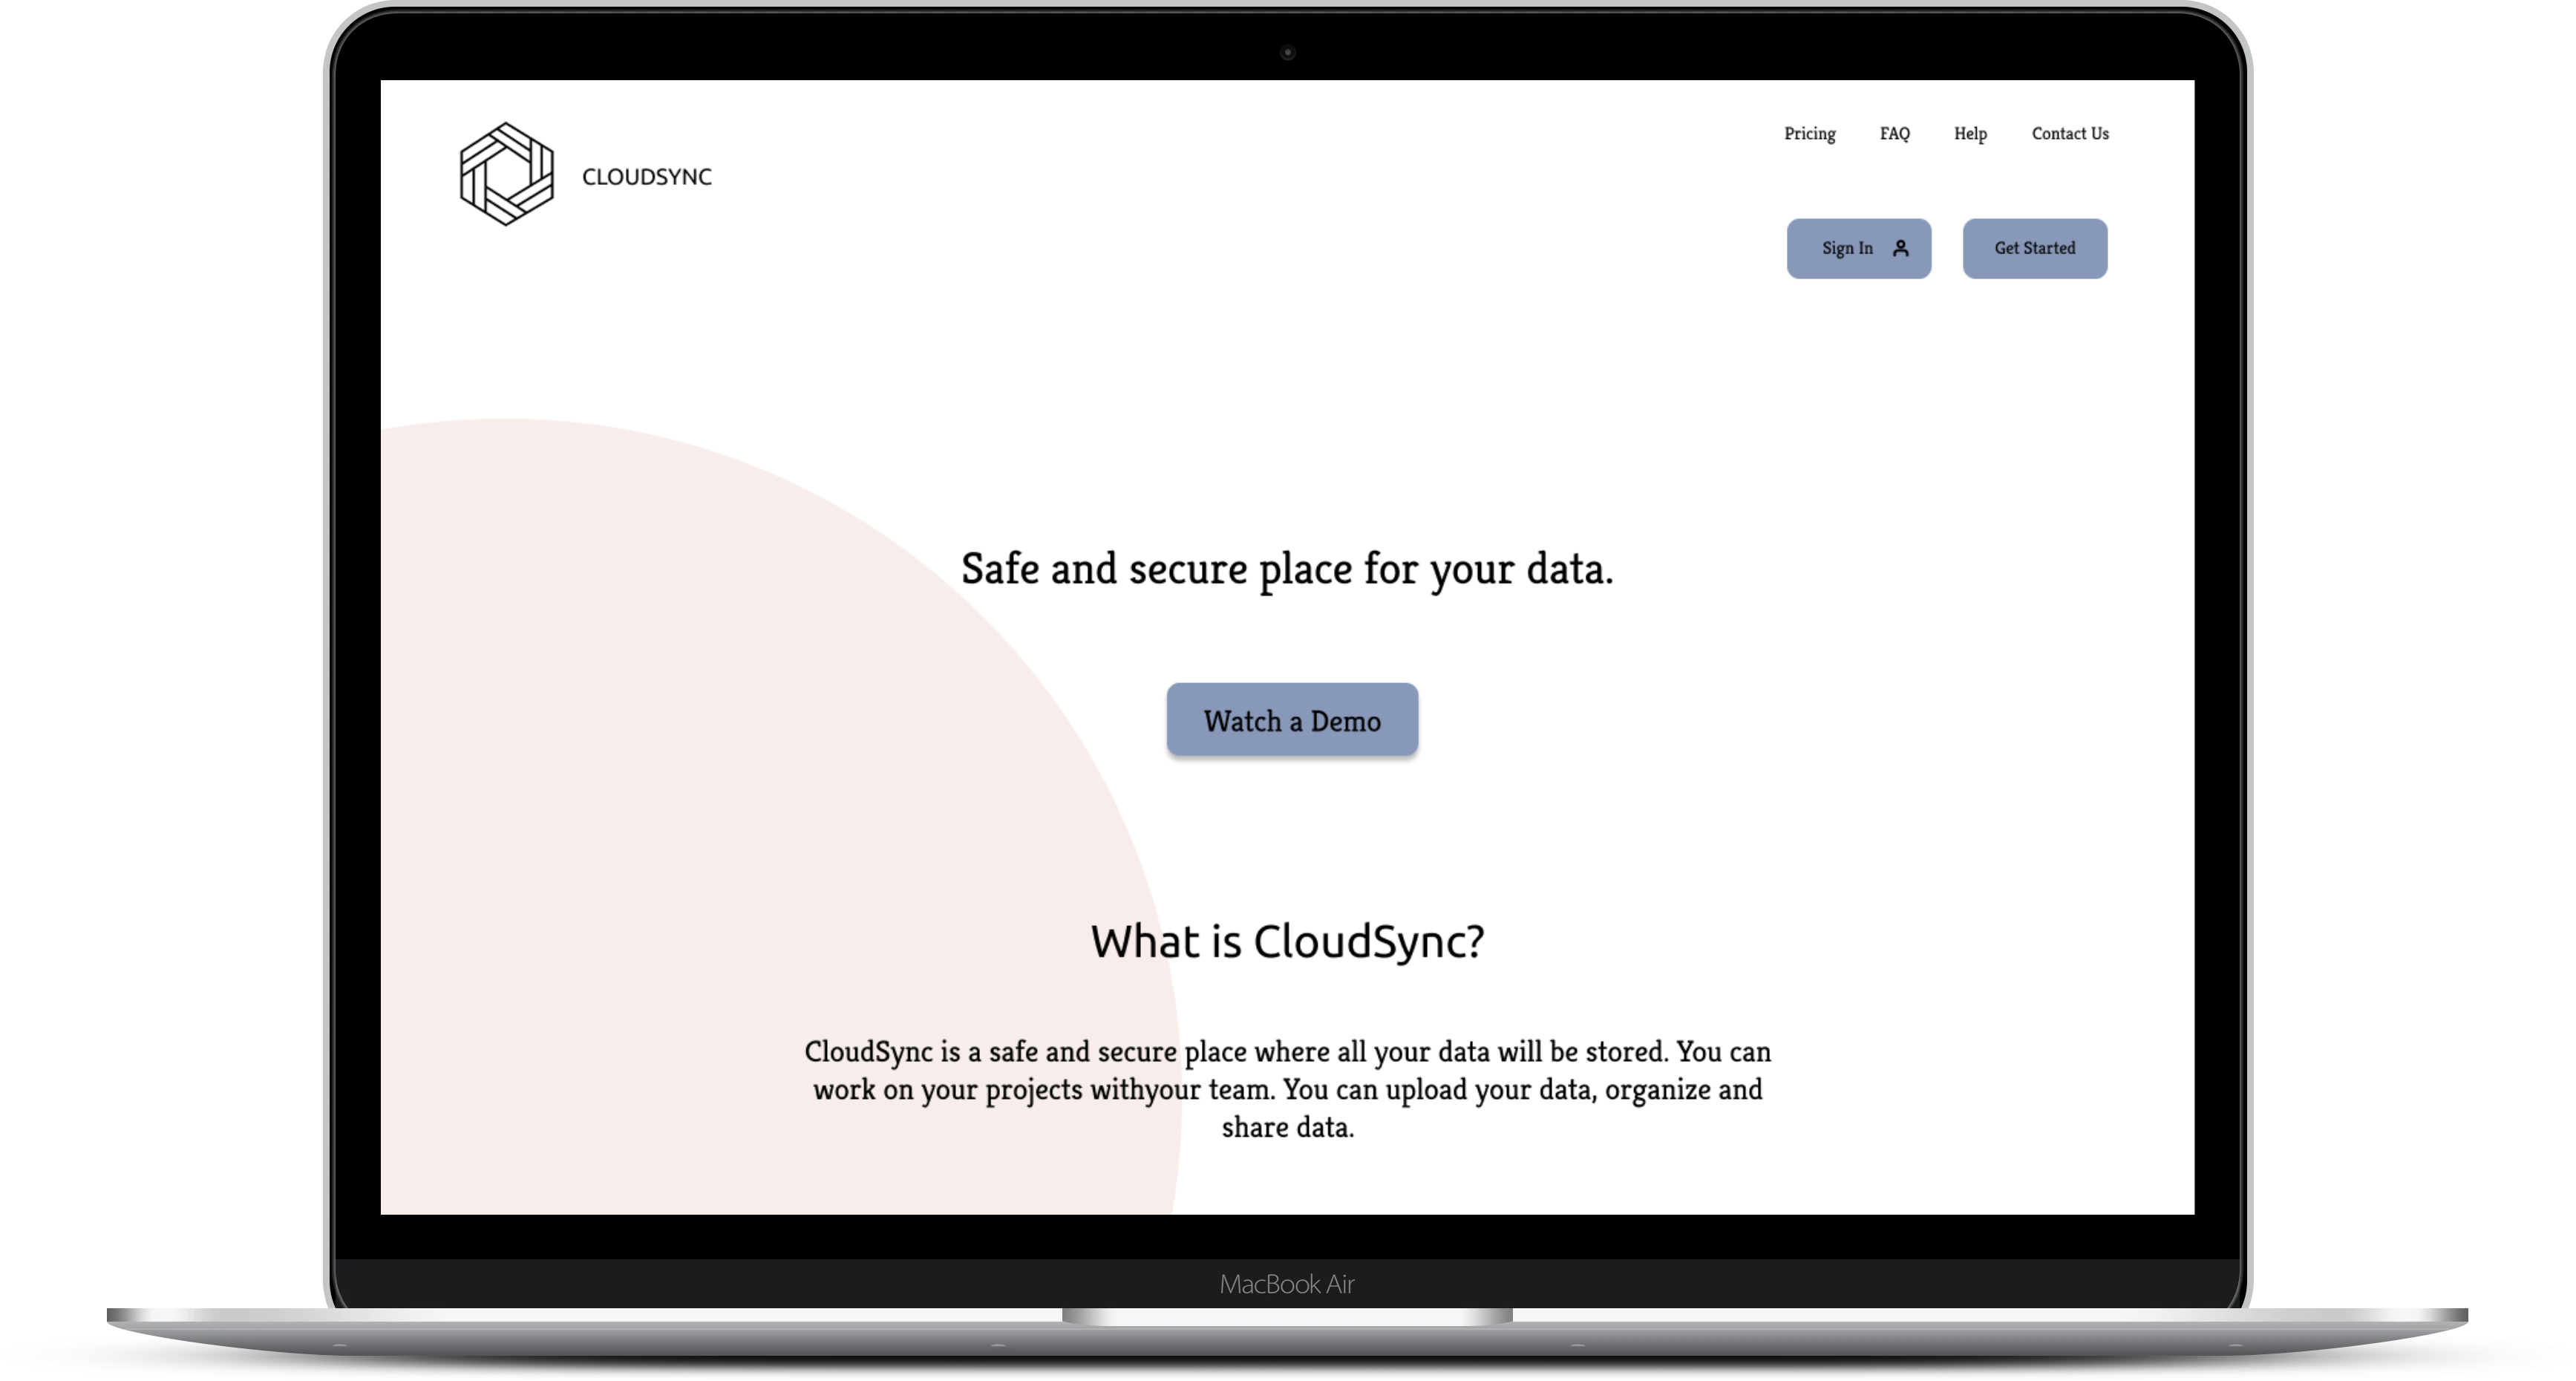 CLOUDSYNC
Pricing FAQ Help Contact Us
Sign In Get Started
Safe and secure place for your data.
Watch a Demo
What is CloudSync?
CloudSync is a safe and secure place where all your data will be stored. You can
work on your projects withyour team. You can upload your data, organize and
share data.
MacBook Air